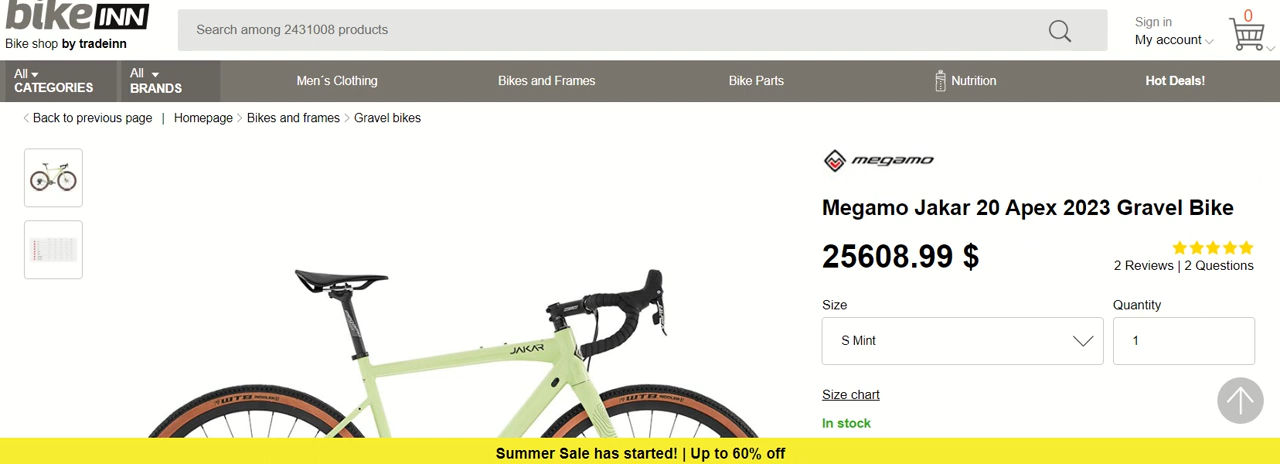 bike INN
Bike shop by tradeinn
Search among 2431008 products
Sign in
My account
0
All
CATEGORIES
All
BRANDS
Men´s Clothing
Bikes and Frames
Bike Parts
Nutrition
Hot Deals!
Back to previous page | Homepage > Bikes and frames > Gravel bikes
megamo
Megamo Jakar 20 Apex 2023 Gravel Bike
25608.99 $
2 Reviews | 2 Questions
Size
Quantity
S Mint
1
Size chart
In stock
JAKAR
WTB
WTB
Summer Sale has started! | Up to 60% off